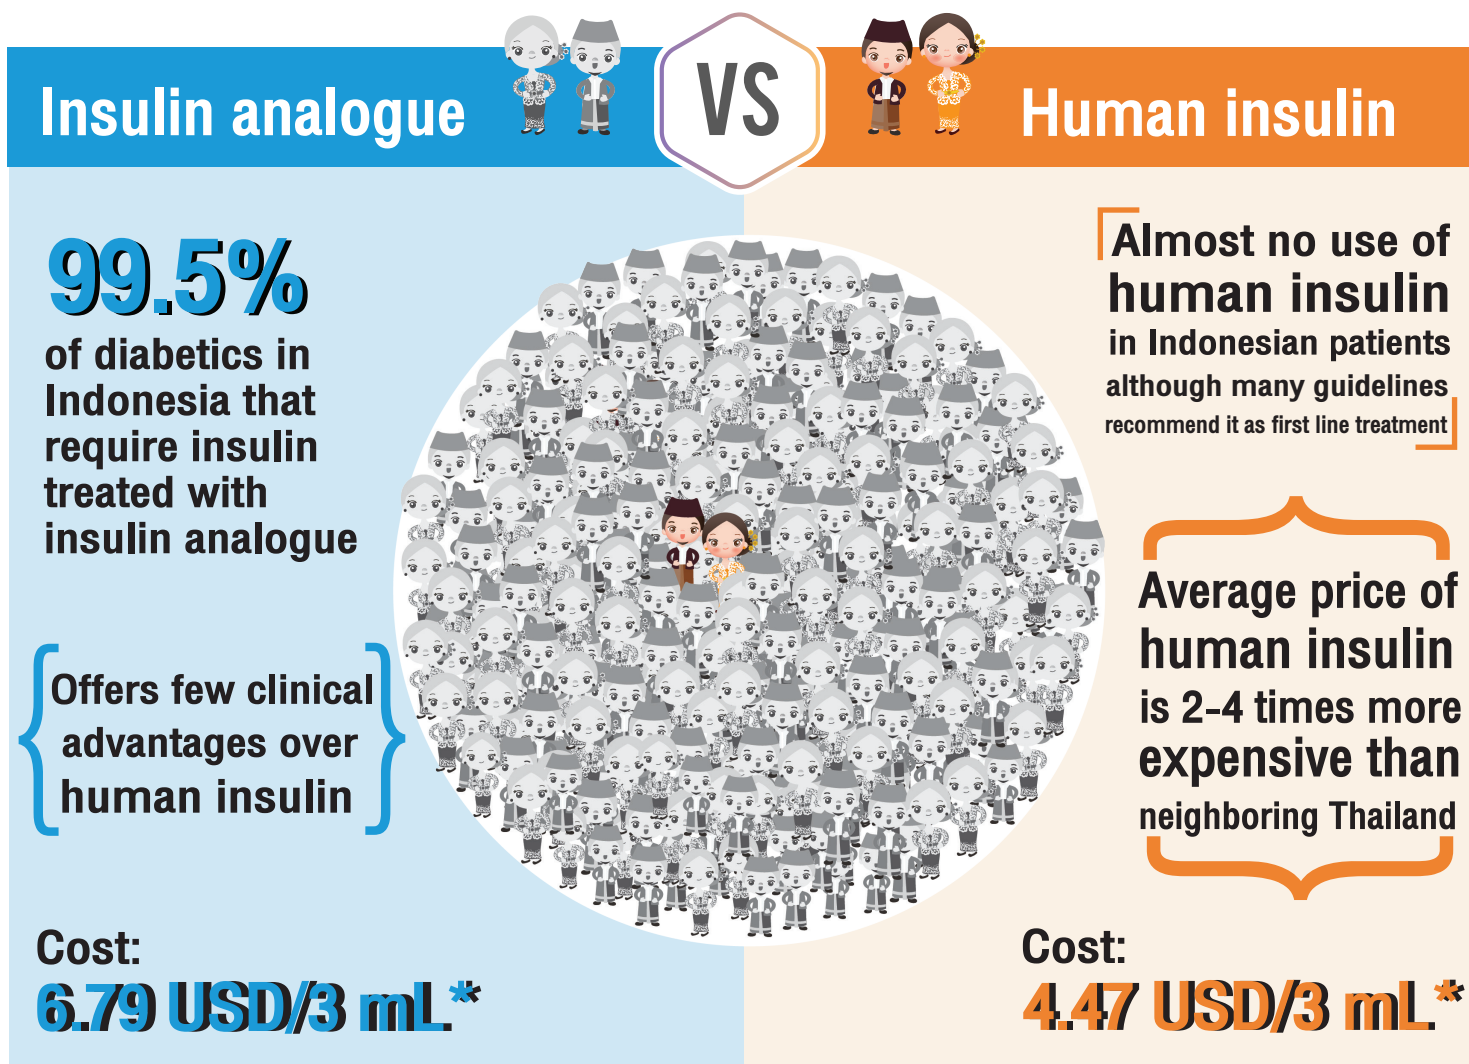 Insulin analogue
VS
Human insulin
99.5%
of diabetics in
Indonesia that
require insulin
treated with
insulin analogue
Offers few clinical
advantages over
human insulin
Cost:
6.79 USD/3 mL*
Almost no use of
human insulin
in Indonesian patients
although many guidelines
recommend it as first line treatment
Average price of
human insulin
is 2-4 times more
expensive than
neighboring Thailand
Cost:
4.47 USD/3 mL*